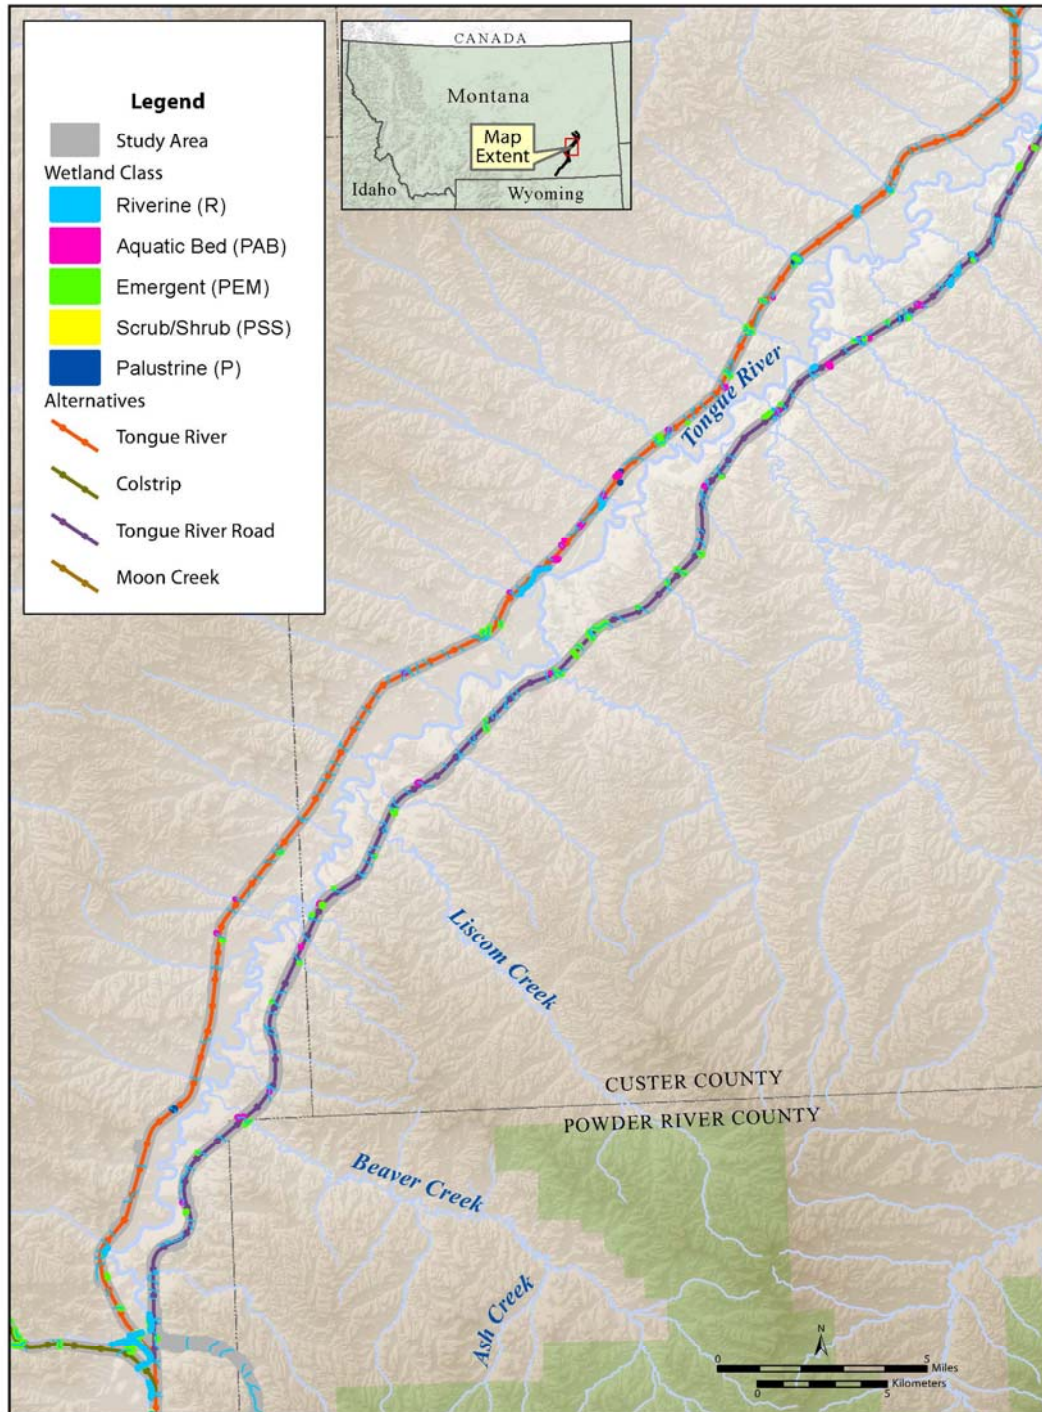 Legend
Study Area
Wetland Class
Riverine (R)
Aquatic Bed (PAB)
Emergent (PEM)
Scrub/Shrub (PSS)
Palustrine (P)
Alternatives
Tongue River
Colstrip
Tongue River Road
Moon Creek
CANADA
Montana
Map
Extent
Idaho
Wyoming
Tongue River
Liscom Creek
CUSTER COUNTY
POWDER RIVER COUNTY
Beaver Creek
Ash Creek
N
0 5
Miles
Kilometers
0 5